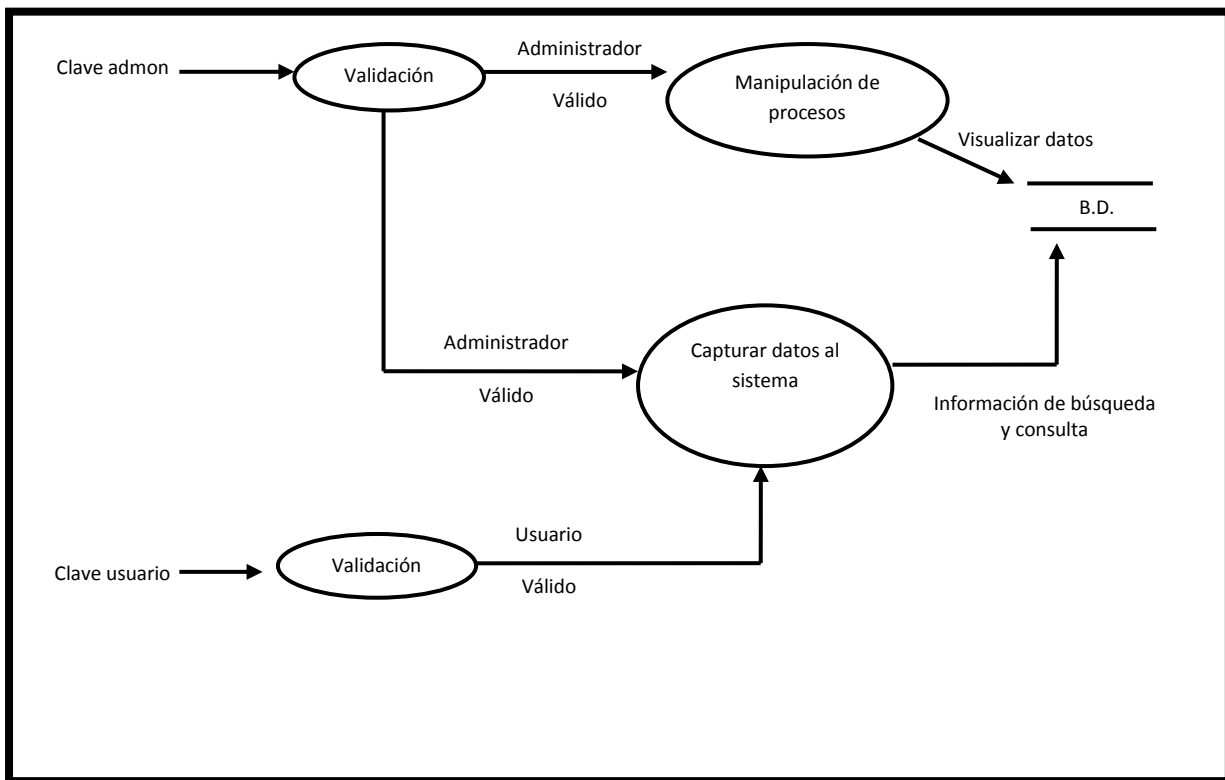 Clave admon
Validación
Administrador
Válido
Manipulación de
procesos
Visualizar datos
B.D.
Administrador
Válido
Capturar datos al
sistema
Información de búsqueda
y consulta
Clave usuario
Validación
Usuario
Válido